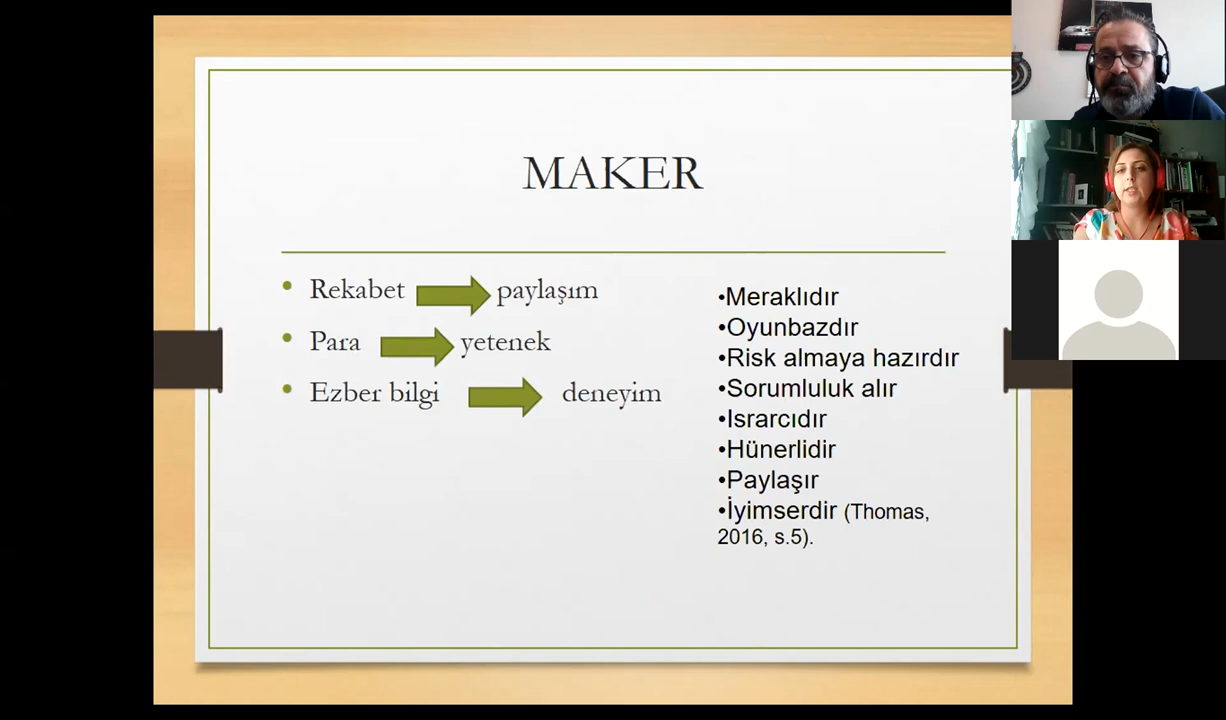 MAKER
• Rekabet paylaşım
• Para yetenek
• Ezber bilgi deneyim
•Meraklıdır
•Oyunbazdır
•Risk almaya hazırdır
•Sorumluluk alır
•Israrcıdır
•Hünerlidir
•Paylaşır
•İyimserdir (Thomas,
2016, s.5).